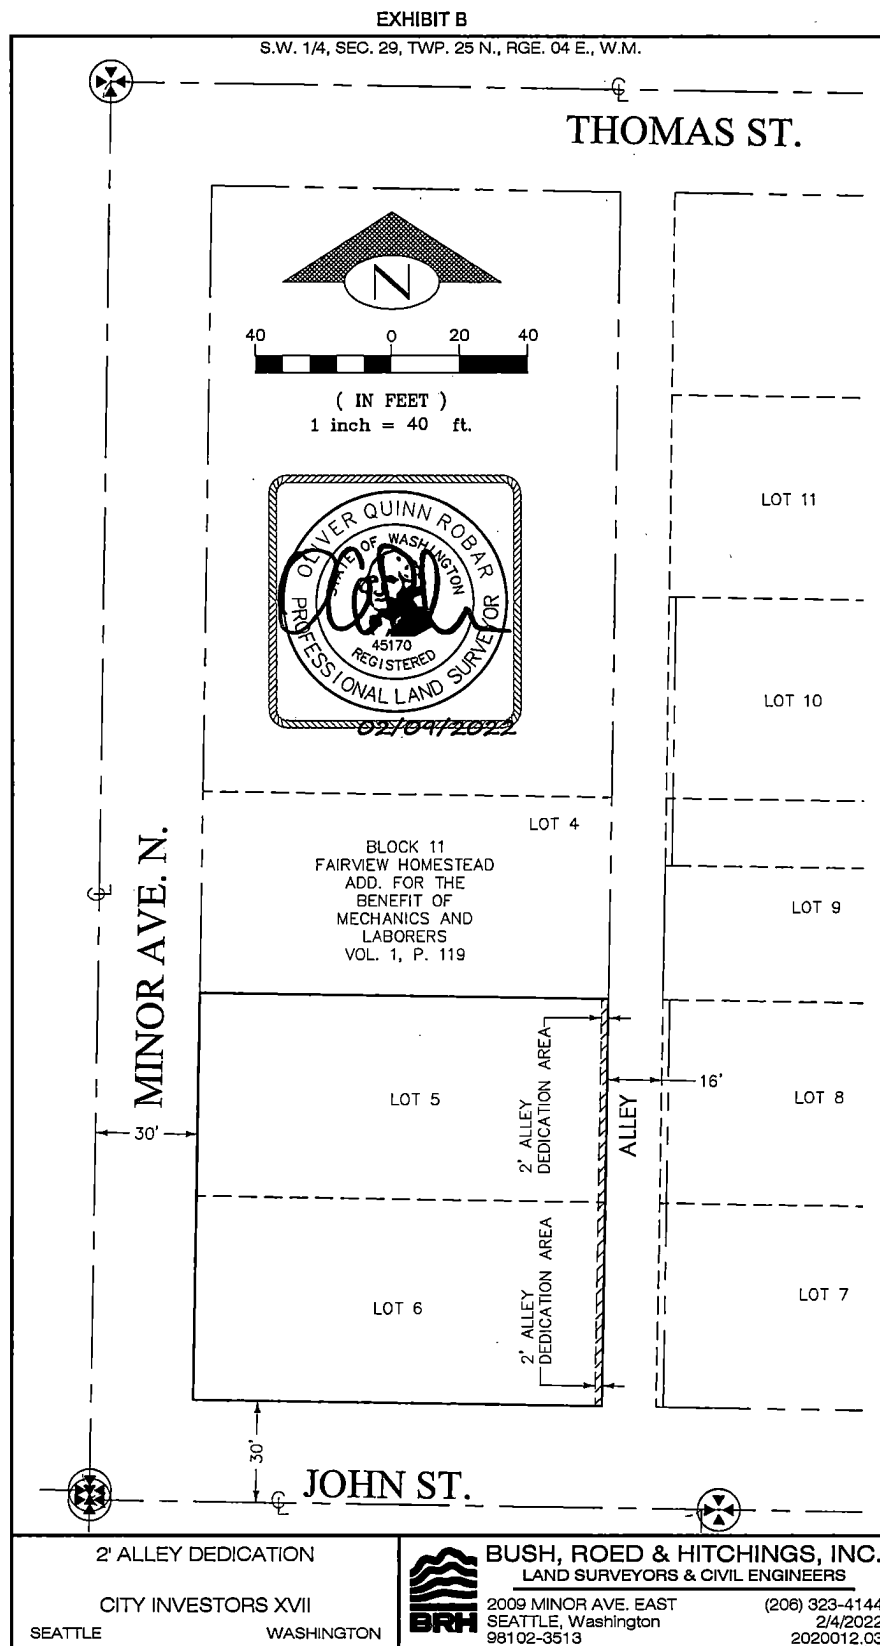 EXHIBIT B
S.W. 1/4, SEC. 29, TWP. 25 N., RGE. 04 E., W.M.
THOMAS ST.
N
40 0 20 40
( IN FEET )
1 inch = 40 ft.
OLIVER QUINN ROBAR
STATE OF WASHINGTON
45170
REGISTERED
PROFESSIONAL LAND SURVEYOR
02/09/2022
LOT 11
LOT 10
LOT 4
BLOCK 11
FAIRVIEW HOMESTEAD
ADD. FOR THE
BENEFIT OF
MECHANICS AND
LABORERS
VOL. 1, P. 119
LOT 9
MINOR AVE. N.
LOT 5
2' ALLEY
DEDICATION AREA
16'
ALLEY
LOT 8
30'
LOT 6
2' ALLEY
DEDICATION AREA
LOT 7
30'
JOHN ST.
2' ALLEY DEDICATION
CITY INVESTORS XVII
SEATTLE WASHINGTON
BRH
BUSH, ROED & HITCHINGS, INC.
LAND SURVEYORS & CIVIL ENGINEERS
2009 MINOR AVE. EAST (206) 323-4144
SEATTLE, Washington 2/4/2022
98102-3513 2020012.03